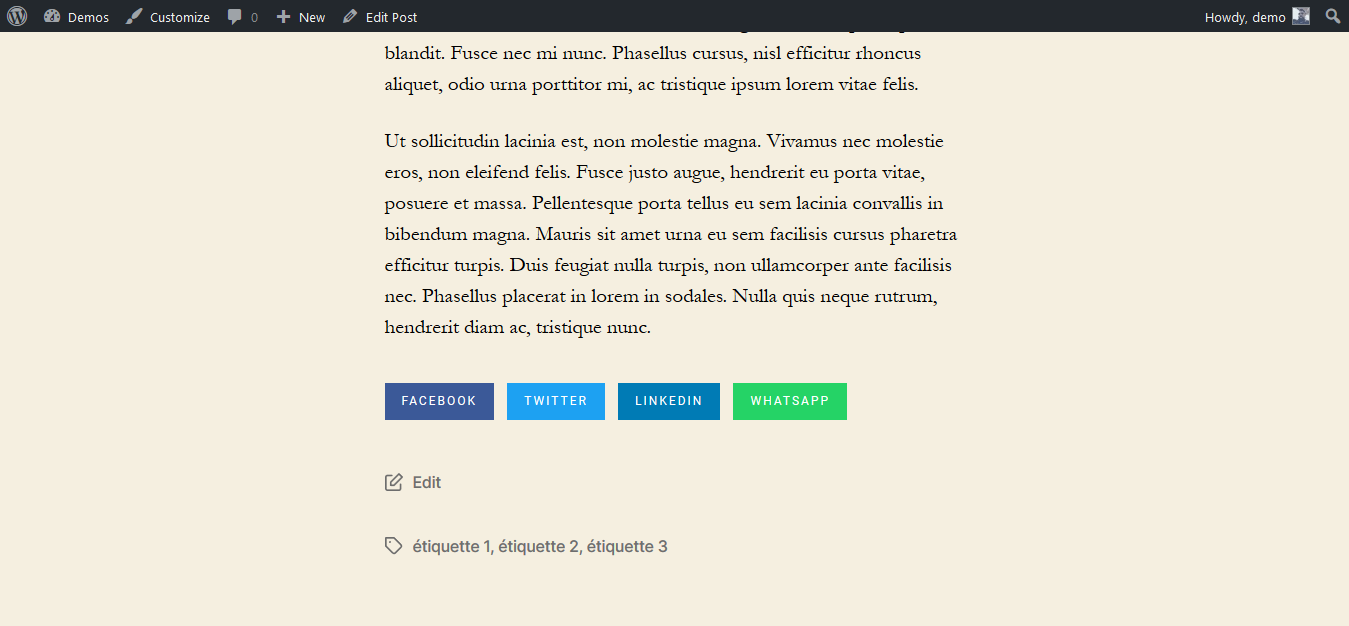 Demos Customize 0 New Edit Post Howdy, demo
blandit. Fusce nec mi nunc. Phasellus cursus, nisl efficitur rhoncus
aliquet, odio urna porttitor mi, ac tristique ipsum lorem vitae felis.
Ut sollicitudin lacinia est, non molestie magna. Vivamus nec molestie
eros, non eleifend felis. Fusce justo augue, hendrerit eu porta vitae,
posuere et massa. Pellentesque porta tellus eu sem lacinia convallis in
bibendum magna. Mauris sit amet urna eu sem facilisis cursus pharetra
efficitur turpis. Duis feugiat nulla turpis, non ullamcorper ante facilisis
nec. Phasellus placerat in lorem in sodales. Nulla quis neque rutrum,
hendrerit diam ac, tristique nunc.
FACEBOOK TWITTER LINKEDIN WHATSAPP
Edit
étiquette 1, étiquette 2, étiquette 3